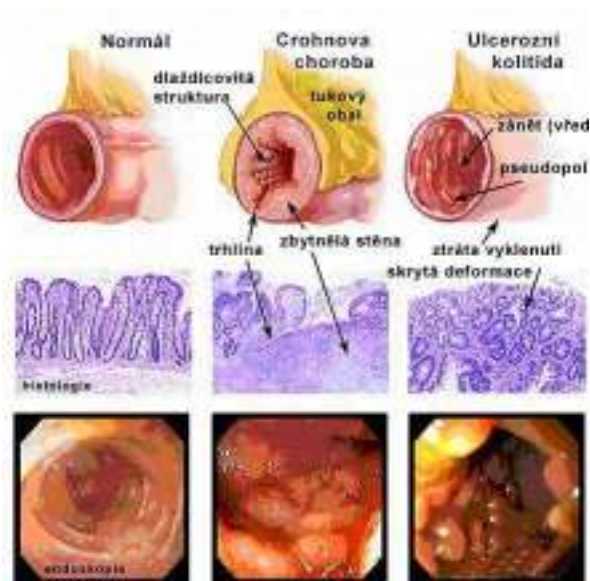 Normál
Crohnova
choroba
Ulcerozní
kolitida
dlaždicovitá
struktura
tukový
obal
zánět (vřed
pseudopol
trhlina
zbytnělá stěna
ztráta vyklenutí
skrytá deformace
histologie
endoskopie